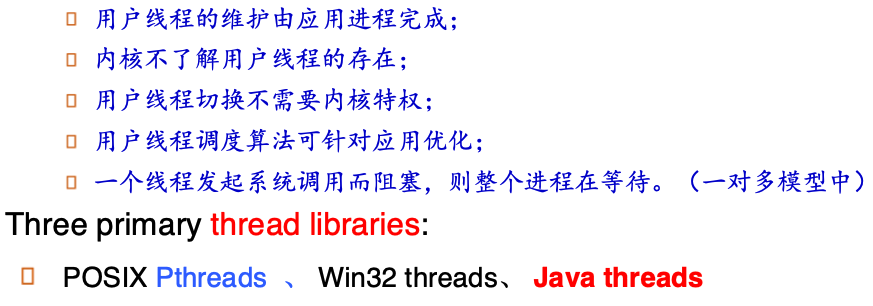 用户线程的维护由应用进程完成；
内核不了解用户线程的存在；
用户线程切换不需要内核特权；
用户线程调度算法可针对应用优化；
一个线程发起系统调用而阻塞，则整个进程在等待。（一对多模型中）
Three primary thread libraries:
POSIX Pthreads 、 Win32 threads、 Java threads